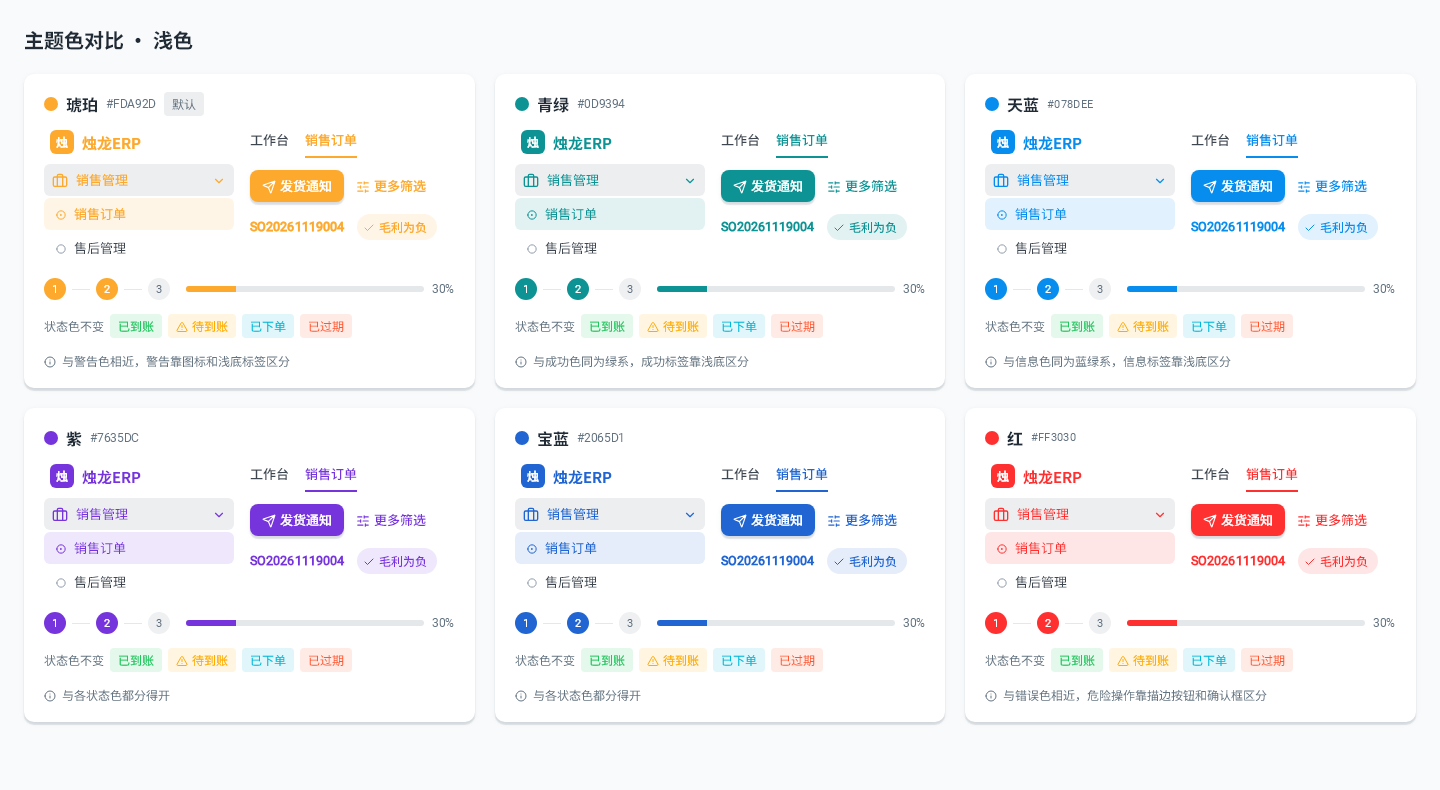 主题色对比 • 浅色
琥珀 #FDA92D 默认
烛 烛龙ERP 工作台 销售订单
销售管理 发货通知 更多筛选
销售订单 SO20261119004 毛利为负
售后管理
1 2 3 30%
状态色不变 已到账 待到账 已下单 已过期
与警告色相近，警告靠图标和浅底标签区分
青绿 #0D9394
烛 烛龙ERP 工作台 销售订单
销售管理 发货通知 更多筛选
销售订单 SO20261119004 毛利为负
售后管理
1 2 3 30%
状态色不变 已到账 待到账 已下单 已过期
与成功色同为绿系，成功标签靠浅底区分
天蓝 #078DEE
烛 烛龙ERP 工作台 销售订单
销售管理 发货通知 更多筛选
销售订单 SO20261119004 毛利为负
售后管理
1 2 3 30%
状态色不变 已到账 待到账 已下单 已过期
与信息色同为蓝绿系，信息标签靠浅底区分
紫 #7635DC
烛 烛龙ERP 工作台 销售订单
销售管理 发货通知 更多筛选
销售订单 SO20261119004 毛利为负
售后管理
1 2 3 30%
状态色不变 已到账 待到账 已下单 已过期
与各状态色都分得开
宝蓝 #2065D1
烛 烛龙ERP 工作台 销售订单
销售管理 发货通知 更多筛选
销售订单 SO20261119004 毛利为负
售后管理
1 2 3 30%
状态色不变 已到账 待到账 已下单 已过期
与各状态色都分得开
红 #FF3030
烛 烛龙ERP 工作台 销售订单
销售管理 发货通知 更多筛选
销售订单 SO20261119004 毛利为负
售后管理
1 2 3 30%
状态色不变 已到账 待到账 已下单 已过期
与错误色相近，危险操作靠描边按钮和确认框区分